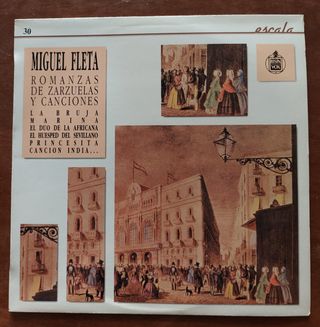 30
escala
MIGUEL FLETA
ROMANZAS
DE ZARZUELAS
Y CANCIONES
LA BRUJA
MARINA
EL DUO DE LA AFRICANA
EL HUESPED DEL SEVILLANO
PRINCESITA
CANCION INDIA...